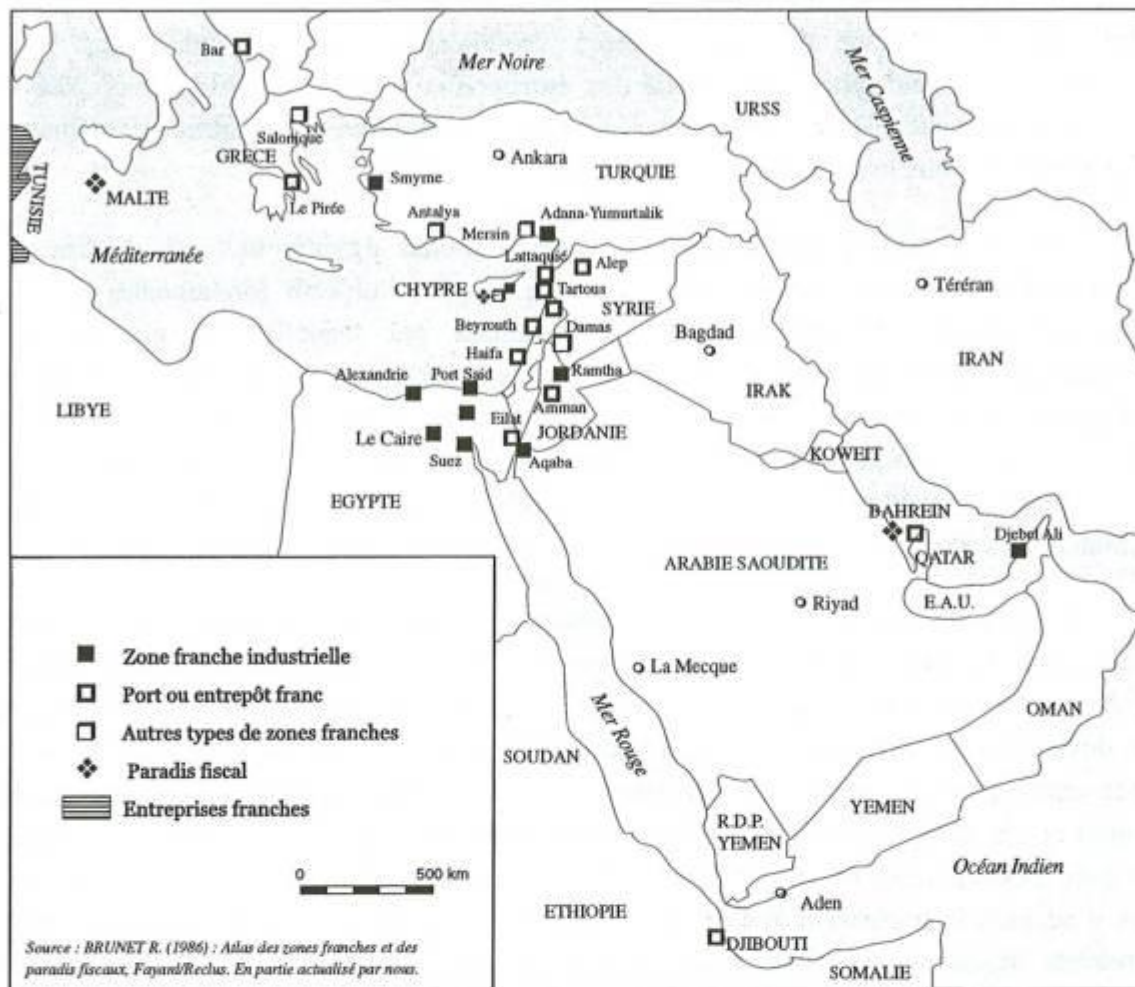 Bar
Mer Noire
Mer Caspienne
URSS
Salonique
GRECE
Ankara
TURQUIE
TUNISIE
MALTE
Le Pirée
Smyrne
Antalya
Mersin
Adana-Yumurtalik
Méditerranée
Lattaquié
Alep
CHYPRE
Tartous
SYRIE
Téréran
Beyrouth
Damas
Bagdad
IRAN
Haifa
Alexandrie
Port Said
Ramtha
IRAK
LIBYE
Amman
Eilat
JORDANIE
Le Caire
Suez
Aqaba
KOWEIT
EGYPTE
BAHREIN
Djebel Ali
QATAR
ARABIE SAOUDITE
E.A.U.
Riyad
La Mecque
Mer Rouge
OMAN
SOUDAN
YEMEN
R.D.P.
YEMEN
Océan Indien
Aden
ETHIOPIE
DJIBOUTI
SOMALIE
Zone franche industrielle
Port ou entrepôt franc
Autres types de zones franches
Paradis fiscal
Entreprises franches
0 500 km
Source : BRUNET R. (1986) : Atlas des zones franches et des
paradis fiscaux, Fayard/Reclus. En partie actualisé par nous.